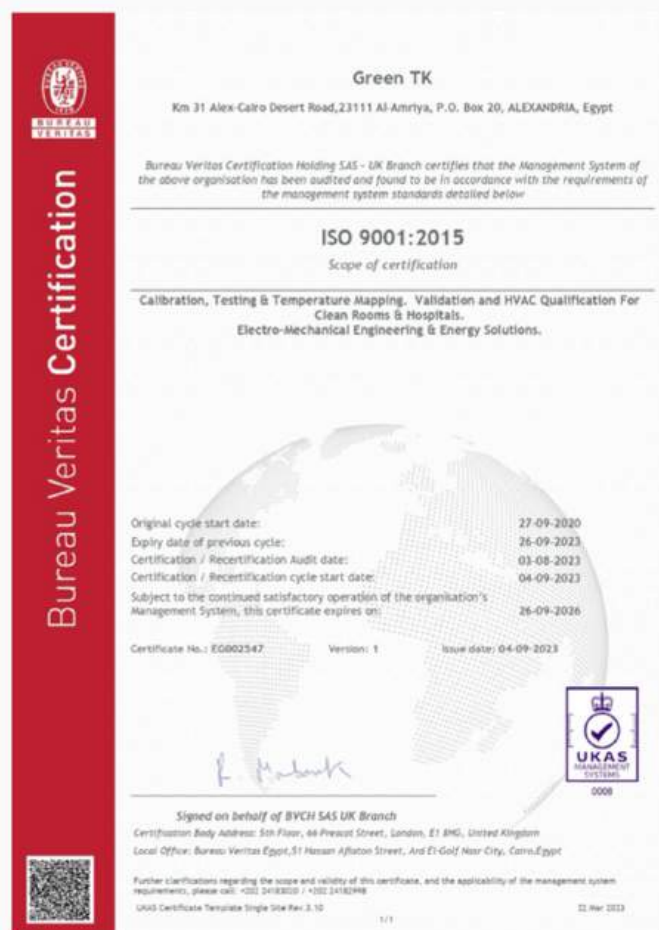 BUREAU
VERITAS
Bureau Veritas Certification
Green TK
Km 31 Alex-Cairo Desert Road,23111 Al-Amriya, P.O. Box 20, ALEXANDRIA, Egypt
Bureau Veritas Certification Holding SAS – UK Branch certifies that the Management System of
the above organisation has been audited and found to be in accordance with the requirements of
the management system standards detailed below
ISO 9001:2015
Scope of certification
Calibration, Testing & Temperature Mapping. Validation and HVAC Qualification For
Clean Rooms & Hospitals.
Electro-Mechanical Engineering & Energy Solutions.
Original cycle start date: 27-09-2020
Expiry date of previous cycle: 26-09-2023
Certification / Recertification Audit date: 03-08-2023
Certification / Recertification cycle start date: 04-09-2023
Subject to the continued satisfactory operation of the organisation's
Management System, this certificate expires on: 26-09-2026
Certificate No.: EG002547 Version: 1 Issue date: 04-09-2023
UKAS
MANAGEMENT
SYSTEMS
0008
Signed on behalf of BVCH SAS UK Branch
Certification Body Address: 5th Floor, 66 Prescot Street, London, E1 8HG, United Kingdom
Local Office: Bureau Veritas Egypt,51 Hassan Aflaton Street, Ard El-Golf Nasr City, Cairo,Egypt
Further clarifications regarding the scope and validity of this certificate, and the applicability of the management system
requirements, please call: +202 / +202
UKAS Certificate Template Single Site Rev.3.10 22 Mar 2023
1/1